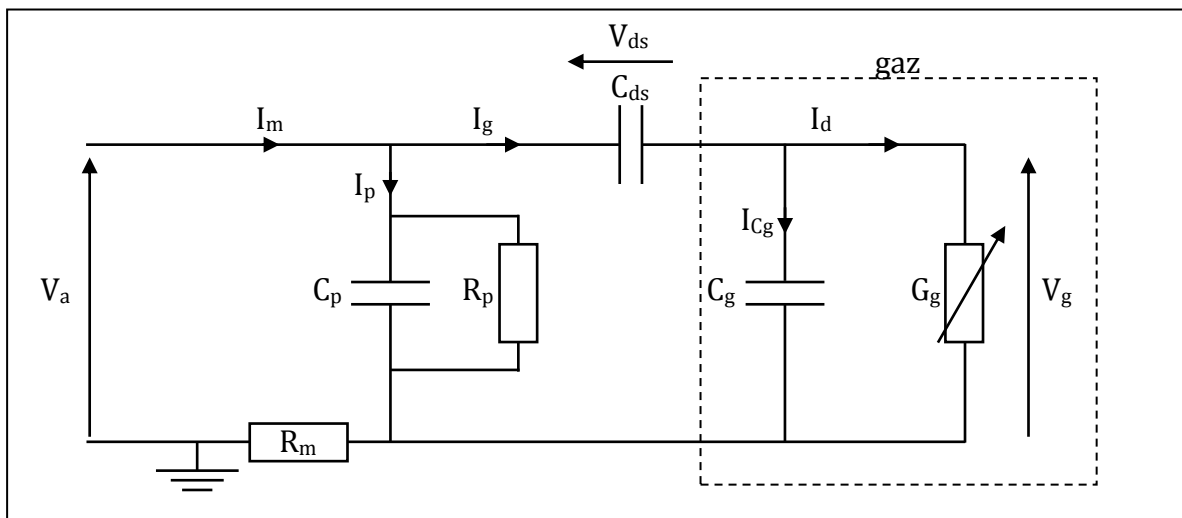 V_ds
gaz
C_ds
I_m
I_g
I_d
I_p
I_Cg
V_a
C_p
R_p
C_g
G_g
V_g
R_m